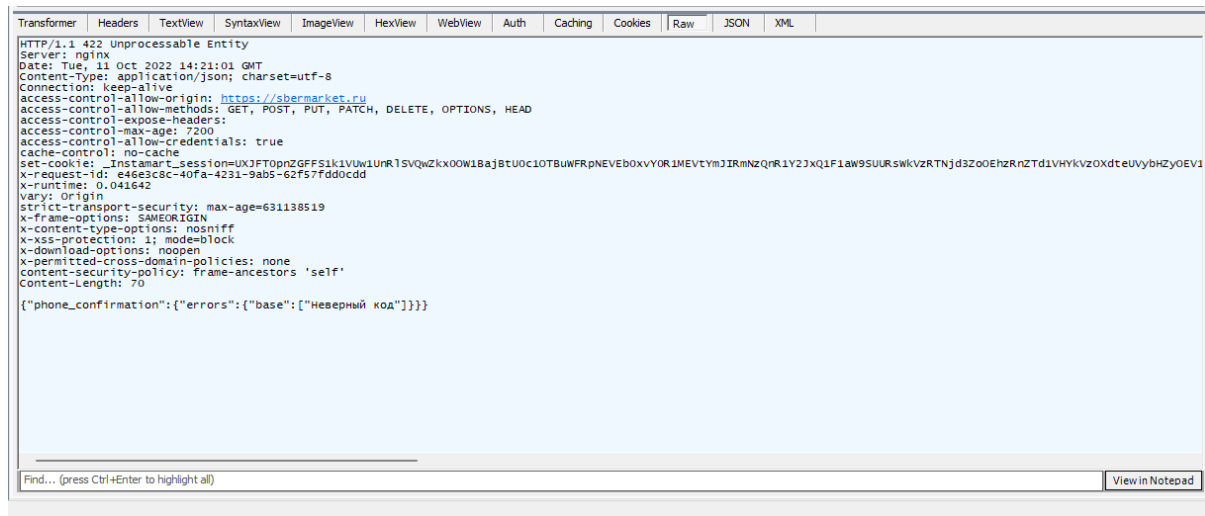 Transformer Headers TextView SyntaxView ImageView HexView WebView Auth Caching Cookies Raw JSON XML
HTTP/1.1 422 Unprocessable Entity
Server: nginx
Date: Tue, 11 Oct 2022 14:21:01 GMT
Content-Type: application/json; charset=utf-8
Connection: keep-alive
access-control-allow-origin: https://sbermarket.ru
access-control-allow-methods: GET, POST, PUT, PATCH, DELETE, OPTIONS, HEAD
access-control-expose-headers:
access-control-max-age: 7200
access-control-allow-credentials: true
cache-control: no-cache
set-cookie:
x-request-id: e46e3c8c-40fa-4231-9ab5-62f57fdd0cdd
x-runtime: 0.041642
vary: Origin
strict-transport-security: max-age=631138519
x-frame-options: SAMEORIGIN
x-content-type-options: nosniff
x-xss-protection: 1; mode=block
x-download-options: noopen
x-permitted-cross-domain-policies: none
content-security-policy: frame-ancestors 'self'
Content-Length: 70
{"phone_confirmation":{"errors":{"base":["Неверный код"]}}}
Find... (press Ctrl+Enter to highlight all) View in Notepad